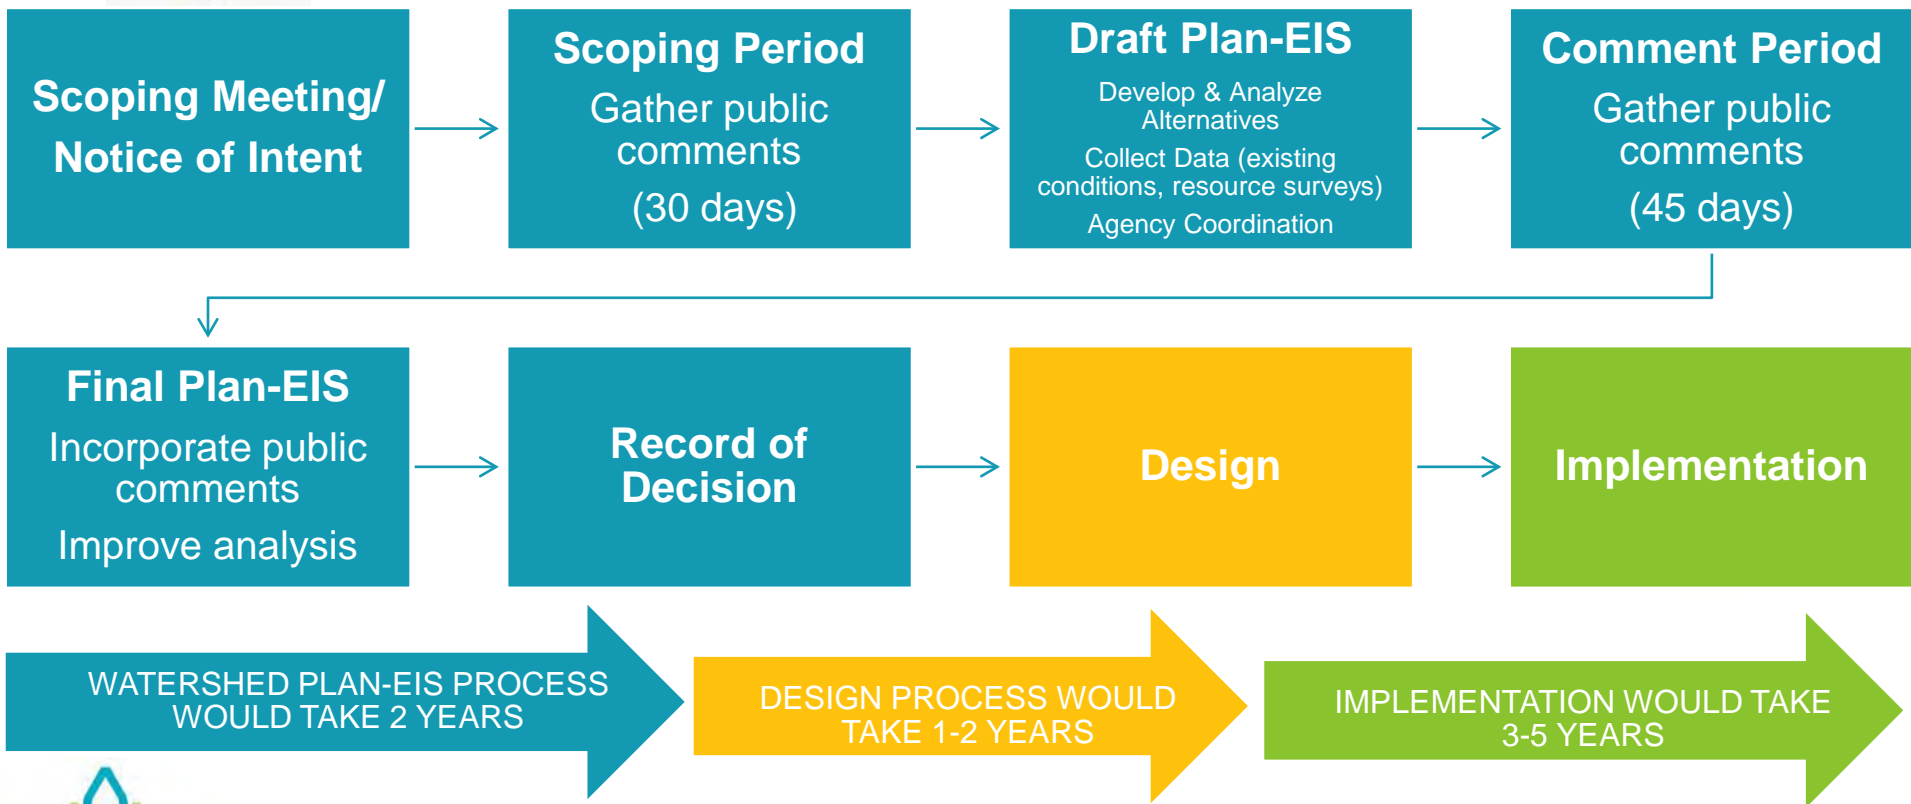 Scoping Meeting/
Notice of Intent
Scoping Period
Gather public
comments
(30 days)
Draft Plan-EIS
Develop & Analyze
Alternatives
Collect Data (existing
conditions, resource surveys)
Agency Coordination
Comment Period
Gather public
comments
(45 days)
Final Plan-EIS
Incorporate public
comments
Improve analysis
Record of
Decision
Design
Implementation
WATERSHED PLAN-EIS PROCESS
WOULD TAKE 2 YEARS
DESIGN PROCESS WOULD
TAKE 1-2 YEARS
IMPLEMENTATION WOULD TAKE
3-5 YEARS